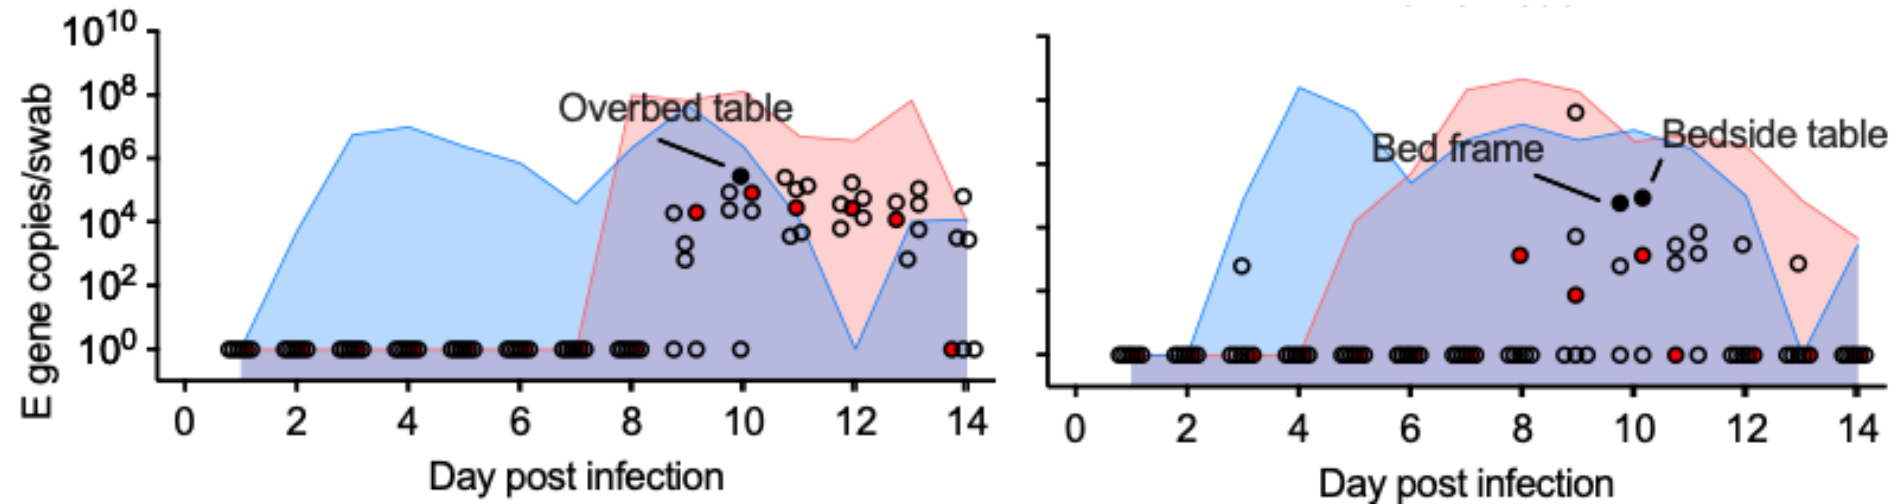 10^10
10^8
10^6
10^4
10^2
10^0
E gene copies/swab
Overbed table
0 2 4 6 8 10 12 14
Day post infection
Bed frame
Bedside table
0 2 4 6 8 10 12 14
Day post infection